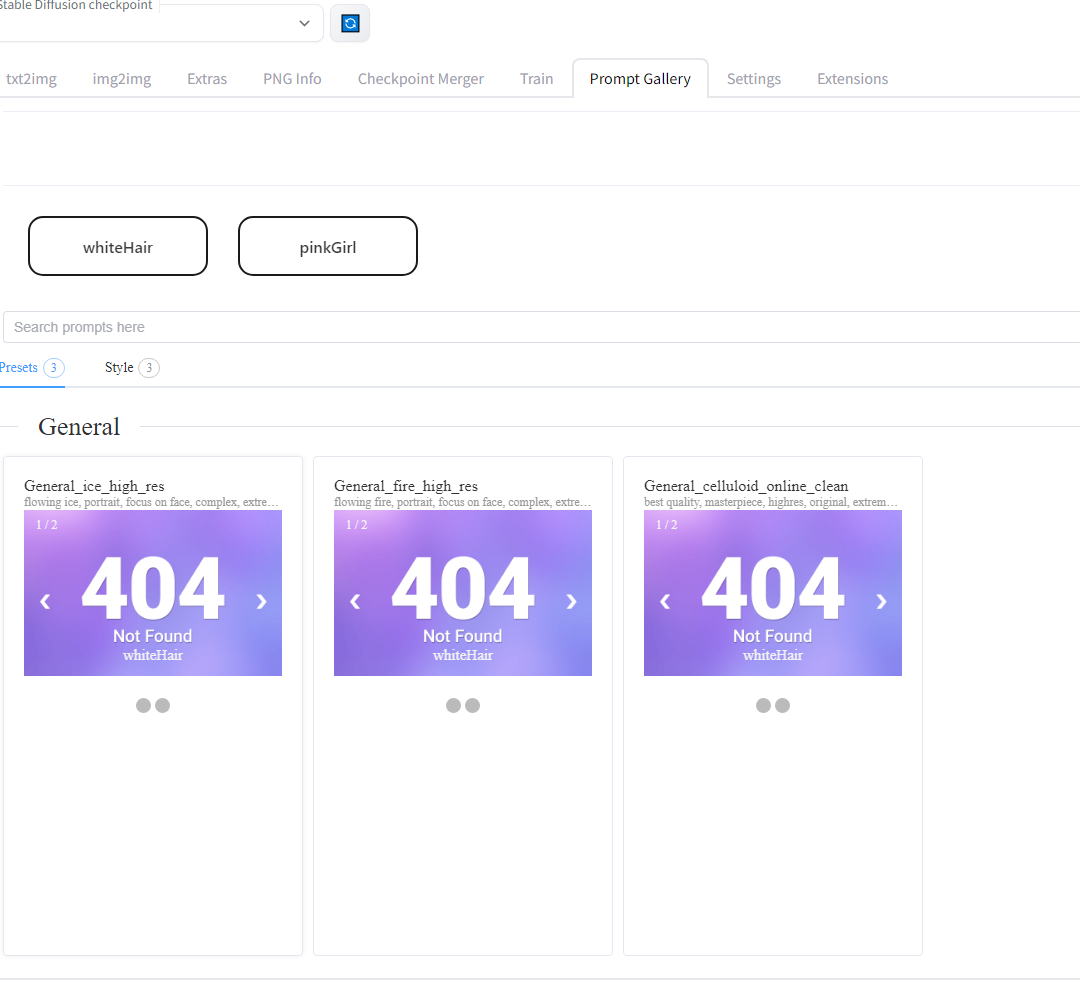 Stable Diffusion checkpoint
txt2img img2img Extras PNG Info Checkpoint Merger Train Prompt Gallery Settings Extensions
whiteHair pinkGirl
Search prompts here
Presets 3 Style 3
General
General_ice_high_res
flowing ice, portrait, focus on face, complex, extre…
1 / 2
❮ 404 ❯
Not Found
whiteHair
General_fire_high_res
flowing fire, portrait, focus on face, complex, extre…
1 / 2
❮ 404 ❯
Not Found
whiteHair
General_celluloid_online_clean
best quality, masterpiece, highres, original, extrem…
1 / 2
❮ 404 ❯
Not Found
whiteHair